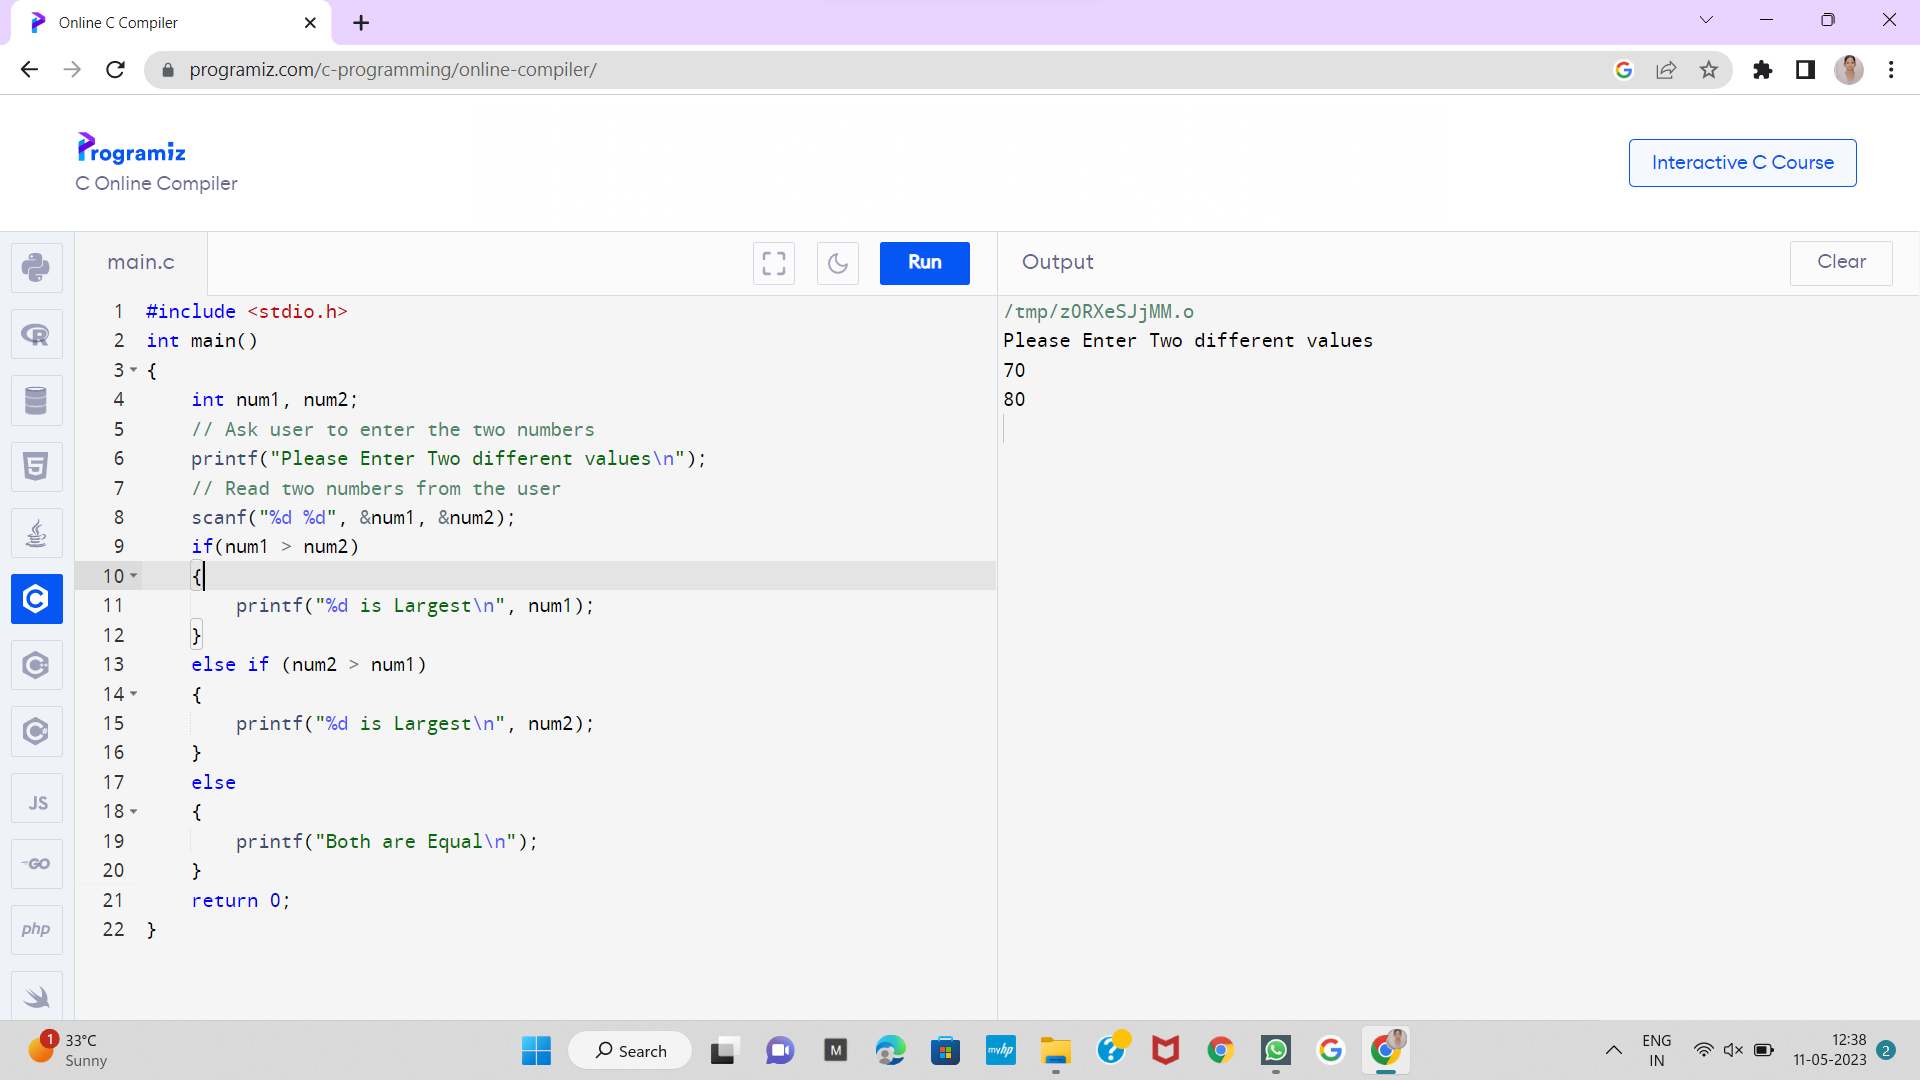 Online C Compiler
programiz.com/c-programming/online-compiler/
Programiz
C Online Compiler
Interactive C Course
main.c
Run
Output
Clear
1 #include <stdio.h>
2 int main()
3 {
4 int num1, num2;
5 // Ask user to enter the two numbers
6 printf("Please Enter Two different values\n");
7 // Read two numbers from the user
8 scanf("%d %d", &num1, &num2);
9 if(num1 > num2)
10 {
11 printf("%d is Largest\n", num1);
12 }
13 else if (num2 > num1)
14 {
15 printf("%d is Largest\n", num2);
16 }
17 else
18 {
19 printf("Both are Equal\n");
20 }
21 return 0;
22 }
/tmp/zORXeSJjMM.o
Please Enter Two different values
70
80
JS
GO
php
1
33°C
Sunny
Search
M
myhp
ENG
IN
12:38
11-05-2023
2